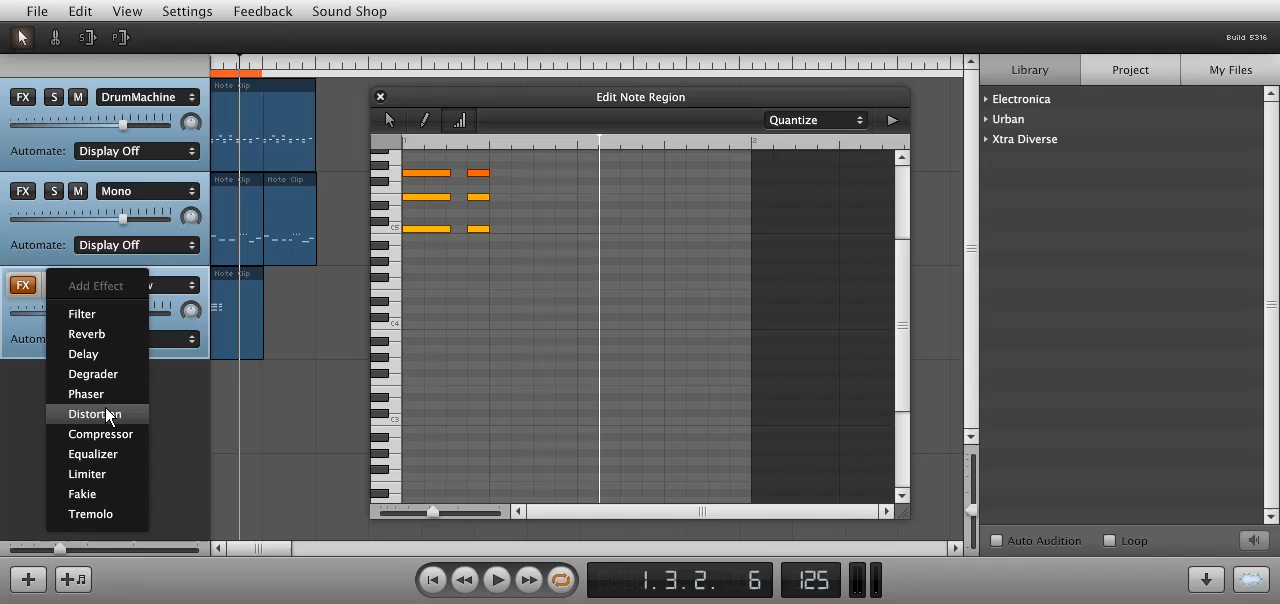 File Edit View Settings Feedback Sound Shop
S P Build 5316
Library Project My Files
FX S M DrumMachine
Automate: Display Off
FX S M Mono
Automate: Display Off
FX
Add Effect
Filter
Reverb
Delay
Degrader
Phaser
Distortion
Compressor
Equalizer
Limiter
Fakie
Tremolo
Note Clip
Note Clip Note Clip
Note Clip
Edit Note Region
Quantize
1 2
C5
C4
C3
Electronica
Urban
Xtra Diverse
Auto Audition Loop
1. 3. 2. 6 125